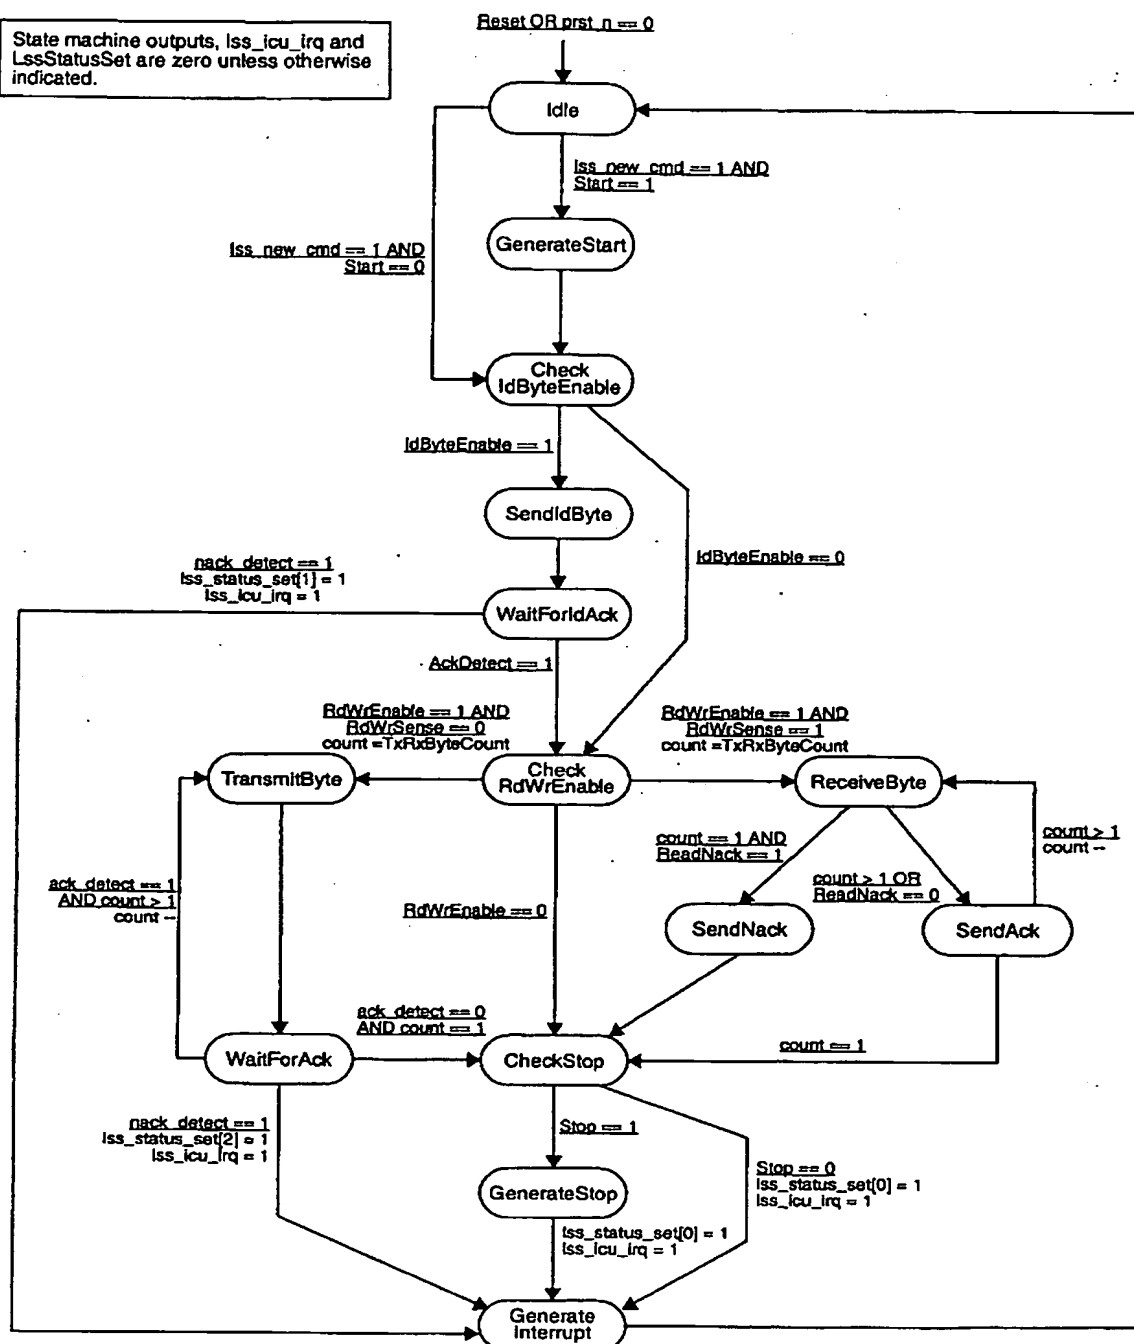 Reset OR prst_n == 0
State machine outputs, lss_icu_irq and
LssStatusSet are zero unless otherwise
indicated.
Idle
lss_new_cmd == 1 AND
Start == 1
GenerateStart
lss_new_cmd == 1 AND
Start == 0
Check
IdByteEnable
IdByteEnable == 1
SendIdByte
IdByteEnable == 0
nack_detect == 1
lss_status_set[1] = 1
lss_icu_irq = 1
WaitForIdAck
AckDetect == 1
RdWrEnable == 1 AND
RdWrSense == 0
count =TxRxByteCount
RdWrEnable == 1 AND
RdWrSense == 1
count =TxRxByteCount
TransmitByte
Check
RdWrEnable
ReceiveByte
count == 1 AND
ReadNack == 1
count > 1
count --
ack_detect == 1
AND count > 1
count --
count > 1 OR
ReadNack == 0
RdWrEnable == 0
SendNack
SendAck
ack_detect == 0
AND count == 1
WaitForAck
CheckStop
count == 1
nack_detect == 1
lss_status_set[2] = 1
lss_icu_irq = 1
Stop == 1
Stop == 0
lss_status_set[0] = 1
lss_icu_irq = 1
GenerateStop
lss_status_set[0] = 1
lss_icu_irq = 1
Generate
Interrupt